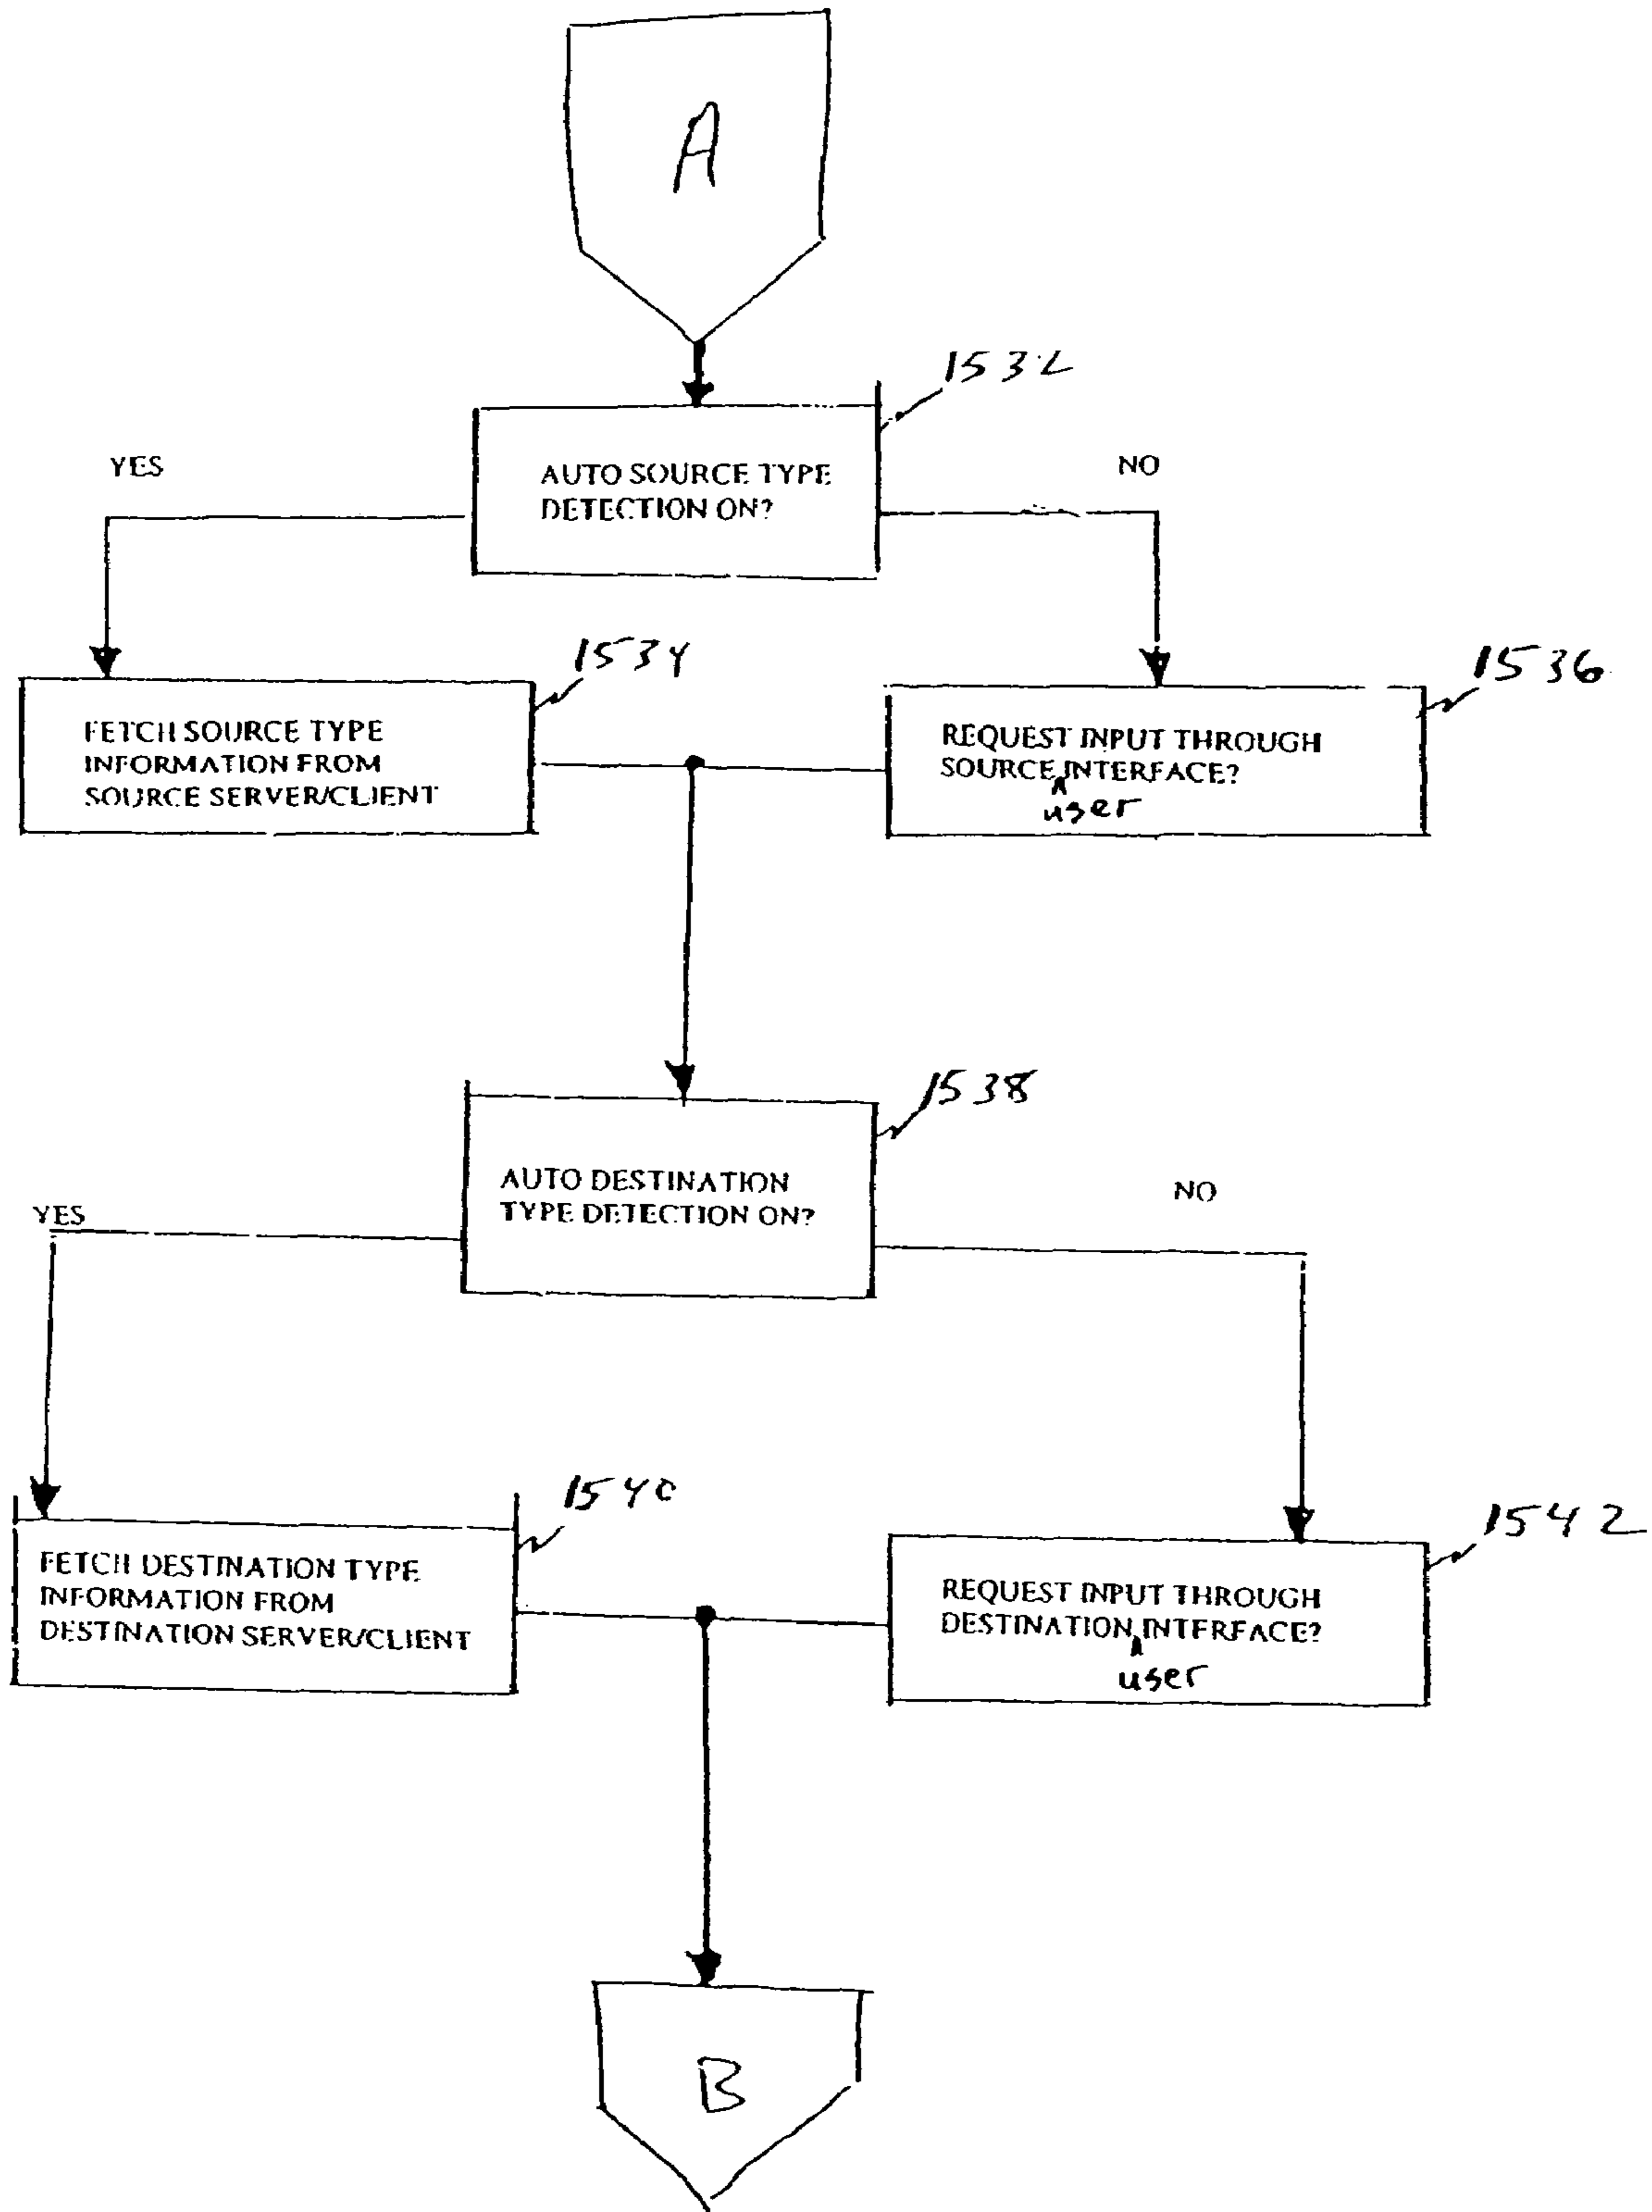 A
1532
YES
AUTO SOURCE TYPE
DETECTION ON?
NO
1534
FETCH SOURCE TYPE
INFORMATION FROM
SOURCE SERVER/CLIENT
1536
REQUEST INPUT THROUGH
SOURCE INTERFACE?
user
1538
AUTO DESTINATION
TYPE DETECTION ON?
YES
NO
1540
FETCH DESTINATION TYPE
INFORMATION FROM
DESTINATION SERVER/CLIENT
1542
REQUEST INPUT THROUGH
DESTINATION INTERFACE?
user
B